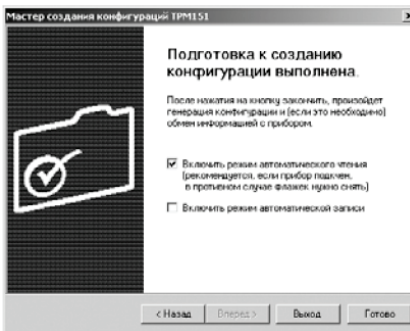 Мастер создания конфигураций ТРМ151
Подготовка к созданию
конфигурации выполнена.
После нажатия на кнопку закончить, произойдет
генерация конфигурации и (если это необходимо)
обмен информацией с прибором.
Включить режим автоматического чтения
(рекомендуется, если прибор подключен,
в противном случае флажек нужно снять)
Включить режим автоматической записи
< Назад Вперед > Выход Готово